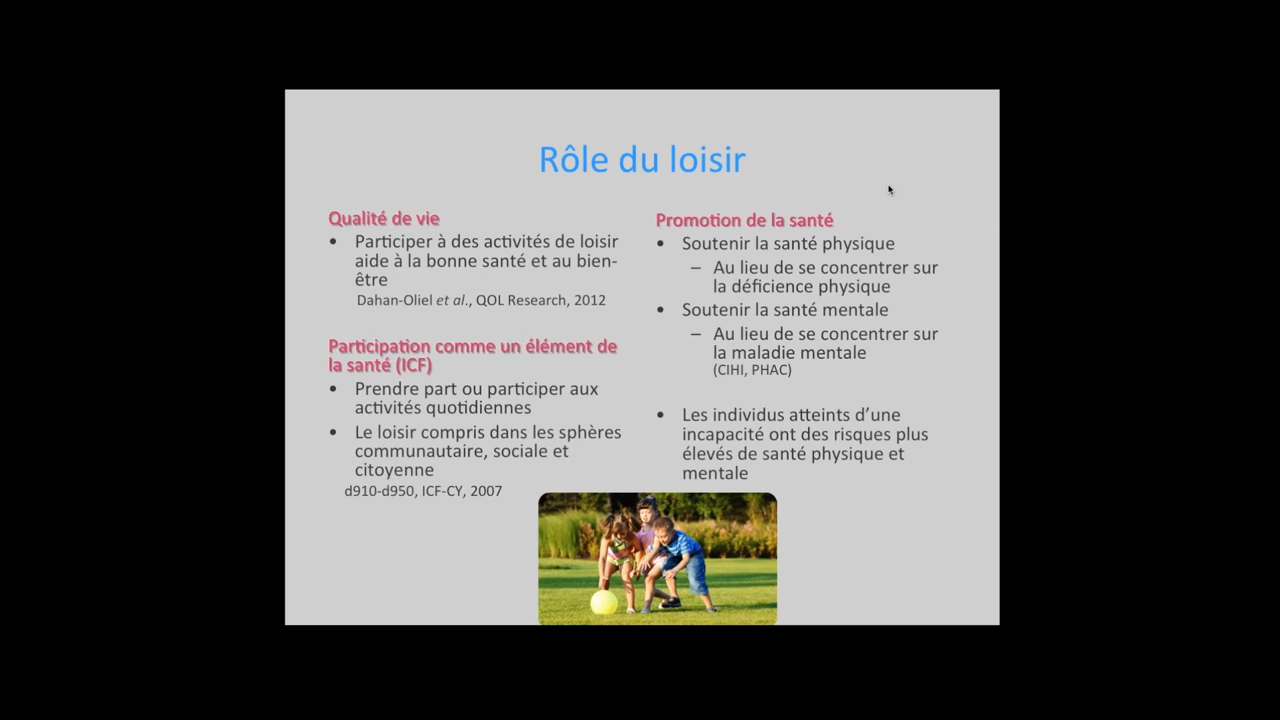 Rôle du loisir
Qualité de vie
• Participer à des activités de loisir
aide à la bonne santé et au bien-
être
Dahan-Oliel et al., QOL Research, 2012
Participation comme un élément de
la santé (ICF)
• Prendre part ou participer aux
activités quotidiennes
• Le loisir compris dans les sphères
communautaire, sociale et
citoyenne
d910-d950, ICF-CY, 2007
Promotion de la santé
• Soutenir la santé physique
– Au lieu de se concentrer sur
la déficience physique
• Soutenir la santé mentale
– Au lieu de se concentrer sur
la maladie mentale
(CIHI, PHAC)
• Les individus atteints d’une
incapacité ont des risques plus
élevés de santé physique et
mentale